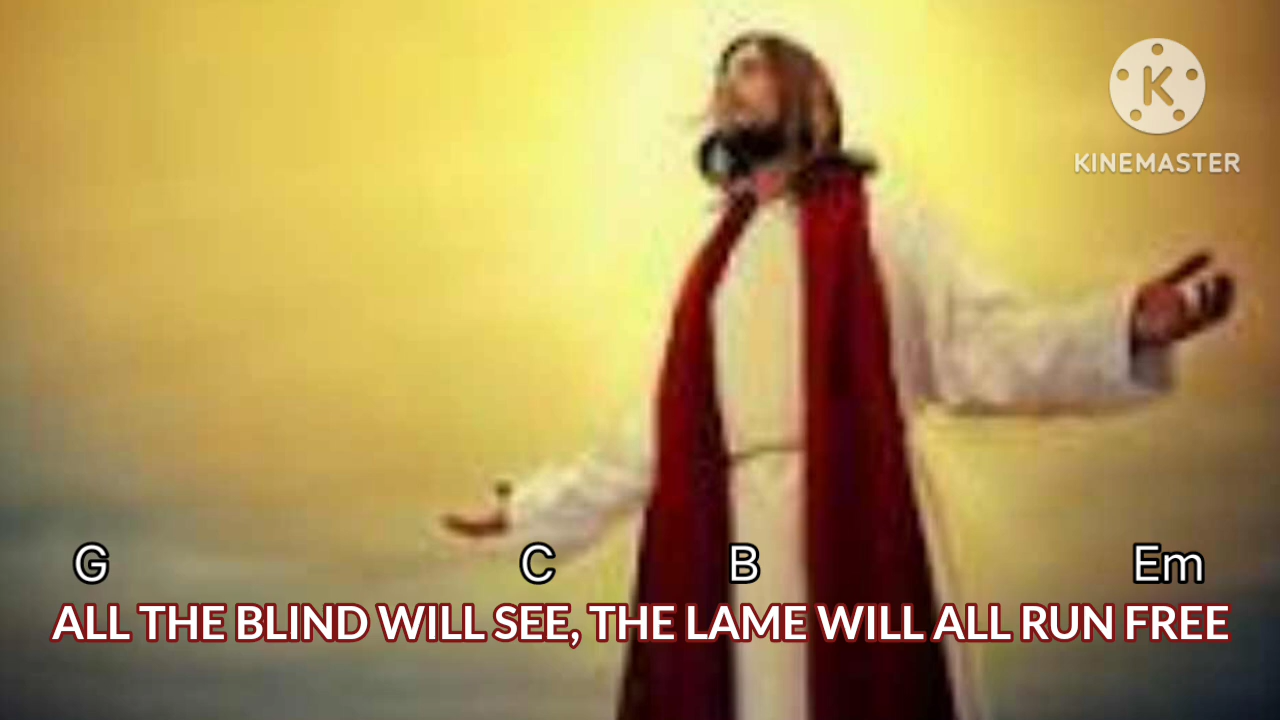 K
KINEMASTER
G C B Em
ALL THE BLIND WILL SEE, THE LAME WILL ALL RUN FREE